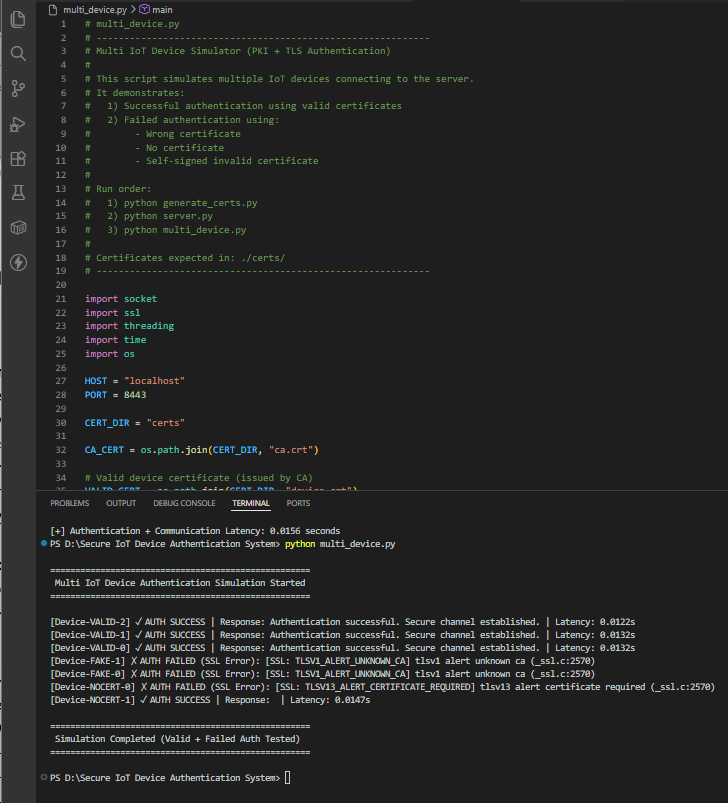 multi_device.py > main
1 # multi_device.py
2 # ---------------------------------------------------------
3 # Multi IoT Device Simulator (PKI + TLS Authentication)
4 #
5 # This script simulates multiple IoT devices connecting to the server.
6 # It demonstrates:
7 #   1) Successful authentication using valid certificates
8 #   2) Failed authentication using:
9 #        - Wrong certificate
10 #        - No certificate
11 #        - Self-signed invalid certificate
12 #
13 # Run order:
14 #   1) python generate_certs.py
15 #   2) python server.py
16 #   3) python multi_device.py
17 #
18 # Certificates expected in: ./certs/
19 # ---------------------------------------------------------
20
21 import socket
22 import ssl
23 import threading
24 import time
25 import os
26
27 HOST = "localhost"
28 PORT = 8443
29
30 CERT_DIR = "certs"
31
32 CA_CERT = os.path.join(CERT_DIR, "ca.crt")
33
34 # Valid device certificate (issued by CA)
35 VALID_CERT = os.path.join(CERT_DIR, "device.crt")
PROBLEMS OUTPUT DEBUG CONSOLE TERMINAL PORTS
[+] Authentication + Communication Latency: 0.0156 seconds
PS D:\Secure IoT Device Authentication System> python multi_device.py
====================================================
Multi IoT Device Authentication Simulation Started
====================================================
[Device-VALID-2] ✓ AUTH SUCCESS | Response: Authentication successful. Secure channel established. | Latency: 0.0122s
[Device-VALID-1] ✓ AUTH SUCCESS | Response: Authentication successful. Secure channel established. | Latency: 0.0132s
[Device-VALID-0] ✓ AUTH SUCCESS | Response: Authentication successful. Secure channel established. | Latency: 0.0132s
[Device-FAKE-1] ✗ AUTH FAILED (SSL Error): [SSL: TLSV1_ALERT_UNKNOWN_CA] tlsv1 alert unknown ca (_ssl.c:2570)
[Device-FAKE-0] ✗ AUTH FAILED (SSL Error): [SSL: TLSV1_ALERT_UNKNOWN_CA] tlsv1 alert unknown ca (_ssl.c:2570)
[Device-NOCERT-0] ✗ AUTH FAILED (SSL Error): [SSL: TLSV13_ALERT_CERTIFICATE_REQUIRED] tlsv13 alert certificate required (_ssl.c:2570)
[Device-NOCERT-1] ✓ AUTH SUCCESS | Response:  | Latency: 0.0147s
====================================================
Simulation Completed (Valid + Failed Auth Tested)
====================================================
PS D:\Secure IoT Device Authentication System>